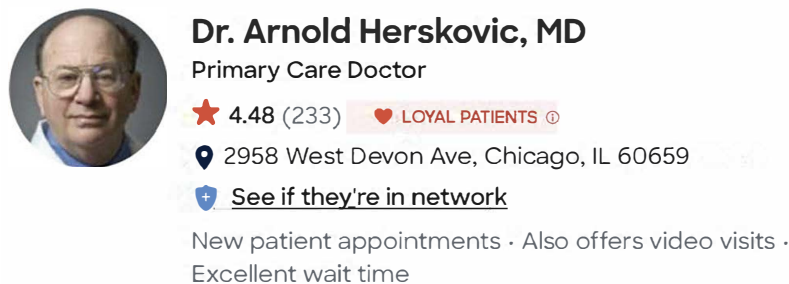 Dr. Arnold Herskovic, MD
Primary Care Doctor
4.48 (233) LOYAL PATIENTS
2958 West Devon Ave, Chicago, IL 60659
See if they're in network
New patient appointments · Also offers video visits ·
Excellent wait time